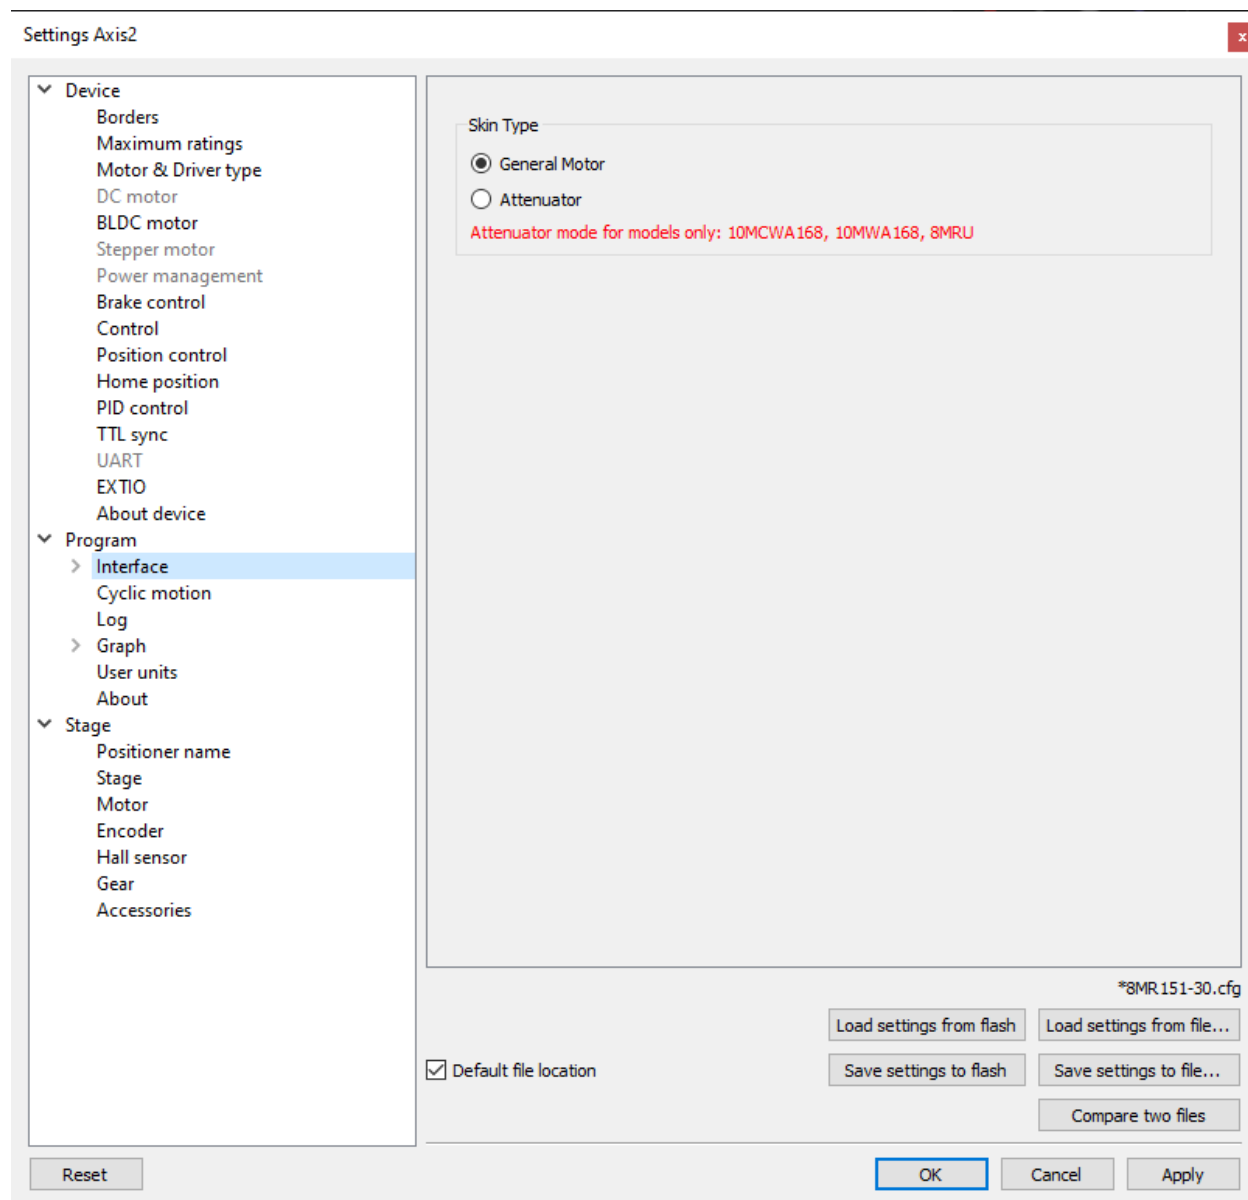 Settings Axis2
x
Device
Borders
Maximum ratings
Motor & Driver type
DC motor
BLDC motor
Stepper motor
Power management
Brake control
Control
Position control
Home position
PID control
TTL sync
UART
EXTIO
About device
Program
Interface
Cyclic motion
Log
Graph
User units
About
Stage
Positioner name
Stage
Motor
Encoder
Hall sensor
Gear
Accessories
Skin Type
General Motor
Attenuator
Attenuator mode for models only: 10MCWA168, 10MWA168, 8MRU
*8MR151-30.cfg
Load settings from flash
Load settings from file...
Default file location
Save settings to flash
Save settings to file...
Compare two files
Reset
OK
Cancel
Apply